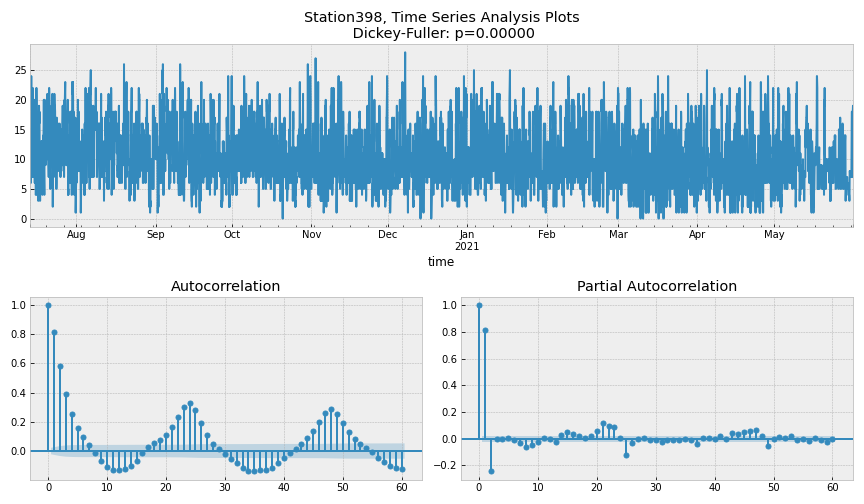 Station398, Time Series Analysis Plots
Dickey-Fuller: p=0.00000
25
20
15
10
5
0
Aug Sep Oct Nov Dec Jan Feb Mar Apr May
2021
time
Autocorrelation
1.0
0.8
0.6
0.4
0.2
0.0
0 10 20 30 40 50 60
Partial Autocorrelation
1.0
0.8
0.6
0.4
0.2
0.0
−0.2
0 10 20 30 40 50 60